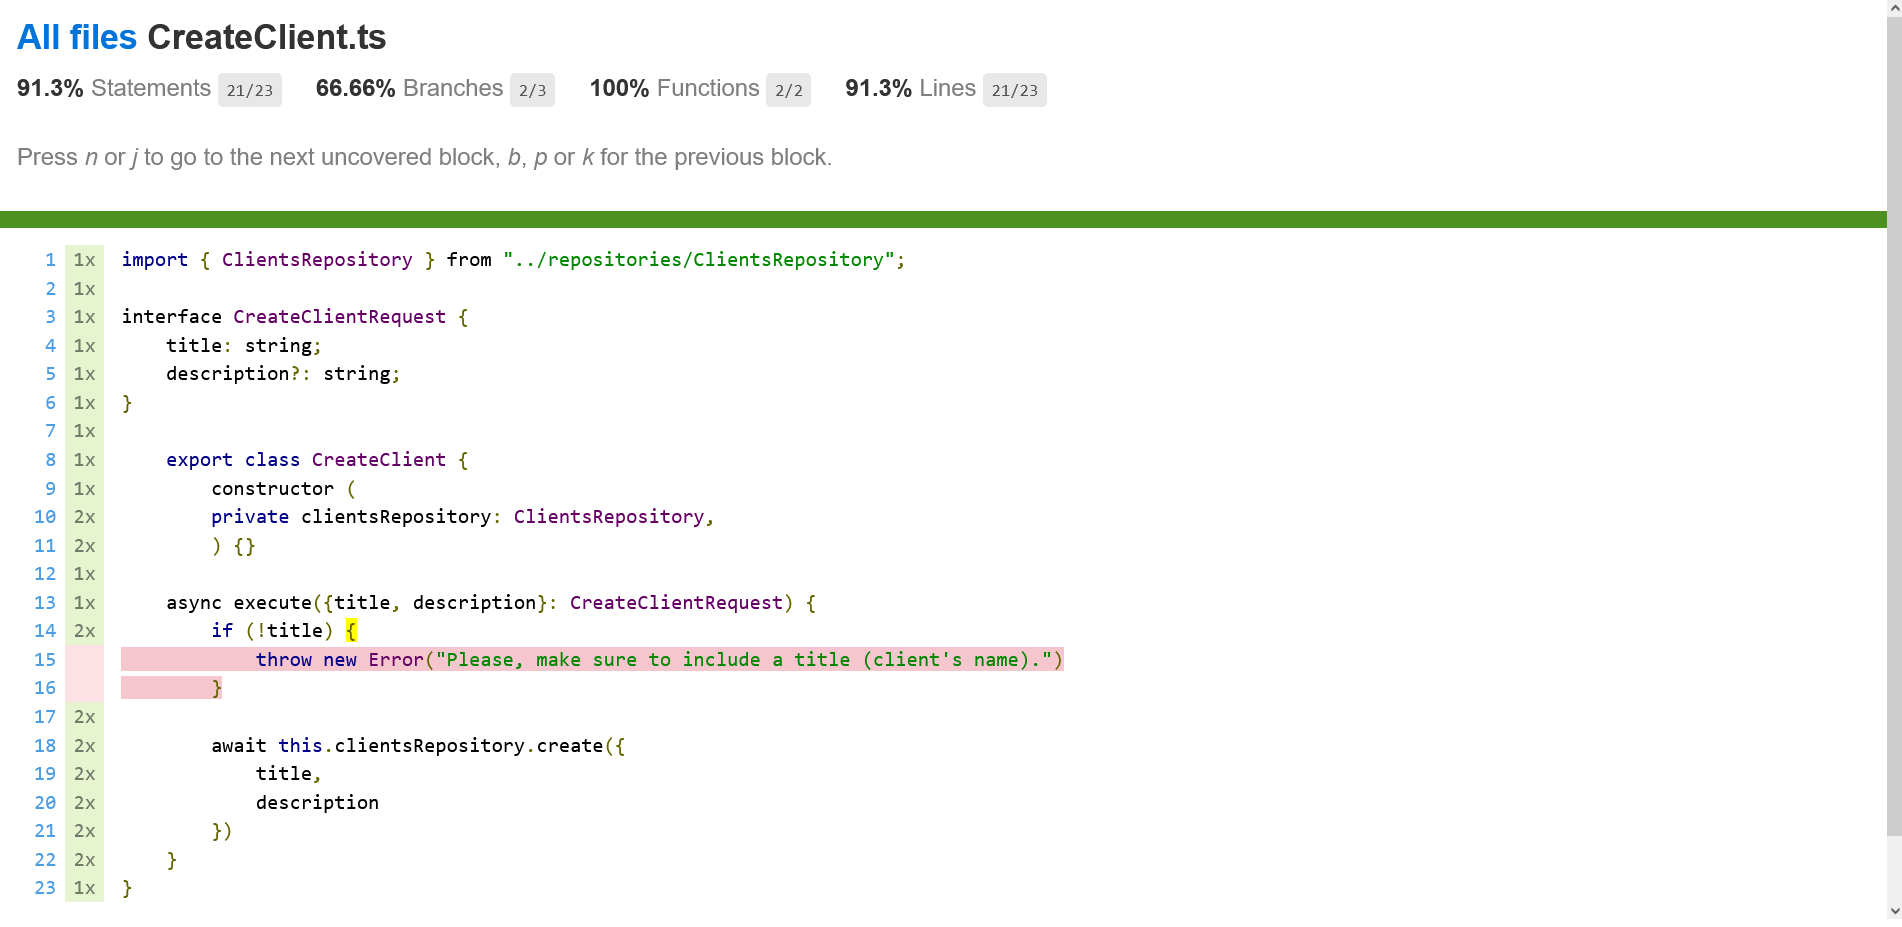 All files CreateClient.ts
91.3% Statements 21/23 66.66% Branches 2/3 100% Functions 2/2 91.3% Lines 21/23
Press n or j to go to the next uncovered block, b, p or k for the previous block.
1 1x import { ClientsRepository } from "../repositories/ClientsRepository";
2 1x
3 1x interface CreateClientRequest {
4 1x     title: string;
5 1x     description?: string;
6 1x }
7 1x
8 1x     export class CreateClient {
9 1x         constructor (
10 2x         private clientsRepository: ClientsRepository,
11 2x         ) {}
12 1x
13 1x     async execute({title, description}: CreateClientRequest) {
14 2x         if (!title) {
15             throw new Error("Please, make sure to include a title (client's name).")
16         }
17 2x
18 2x         await this.clientsRepository.create({
19 2x             title,
20 2x             description
21 2x         })
22 2x     }
23 1x }